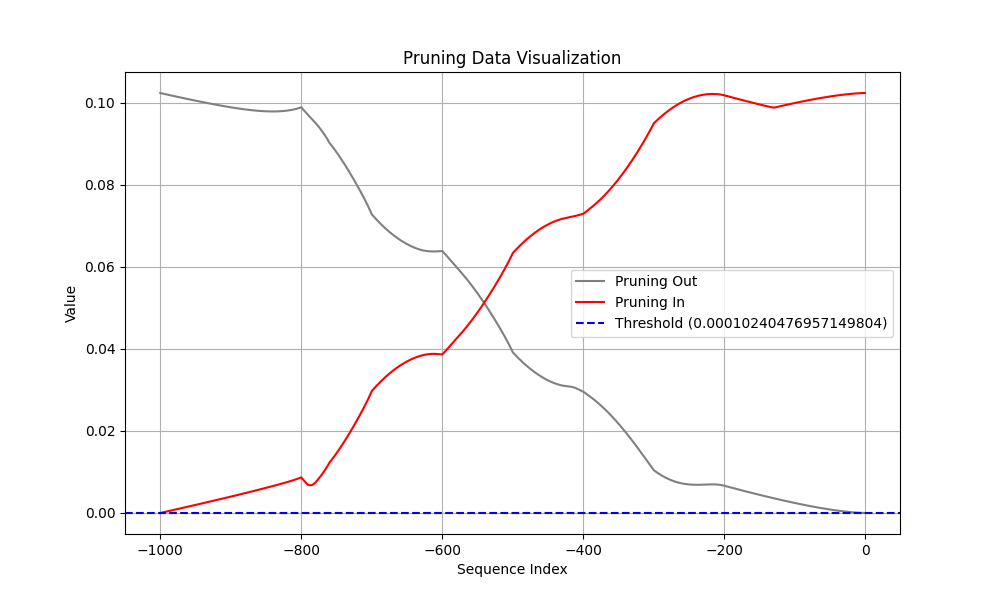 Pruning Data Visualization
0.10
0.08
0.06
0.04
0.02
0.00
Value
Pruning Out
Pruning In
Threshold (0.00010240476957149804)
−1000
−800
−600
−400
−200
0
Sequence Index